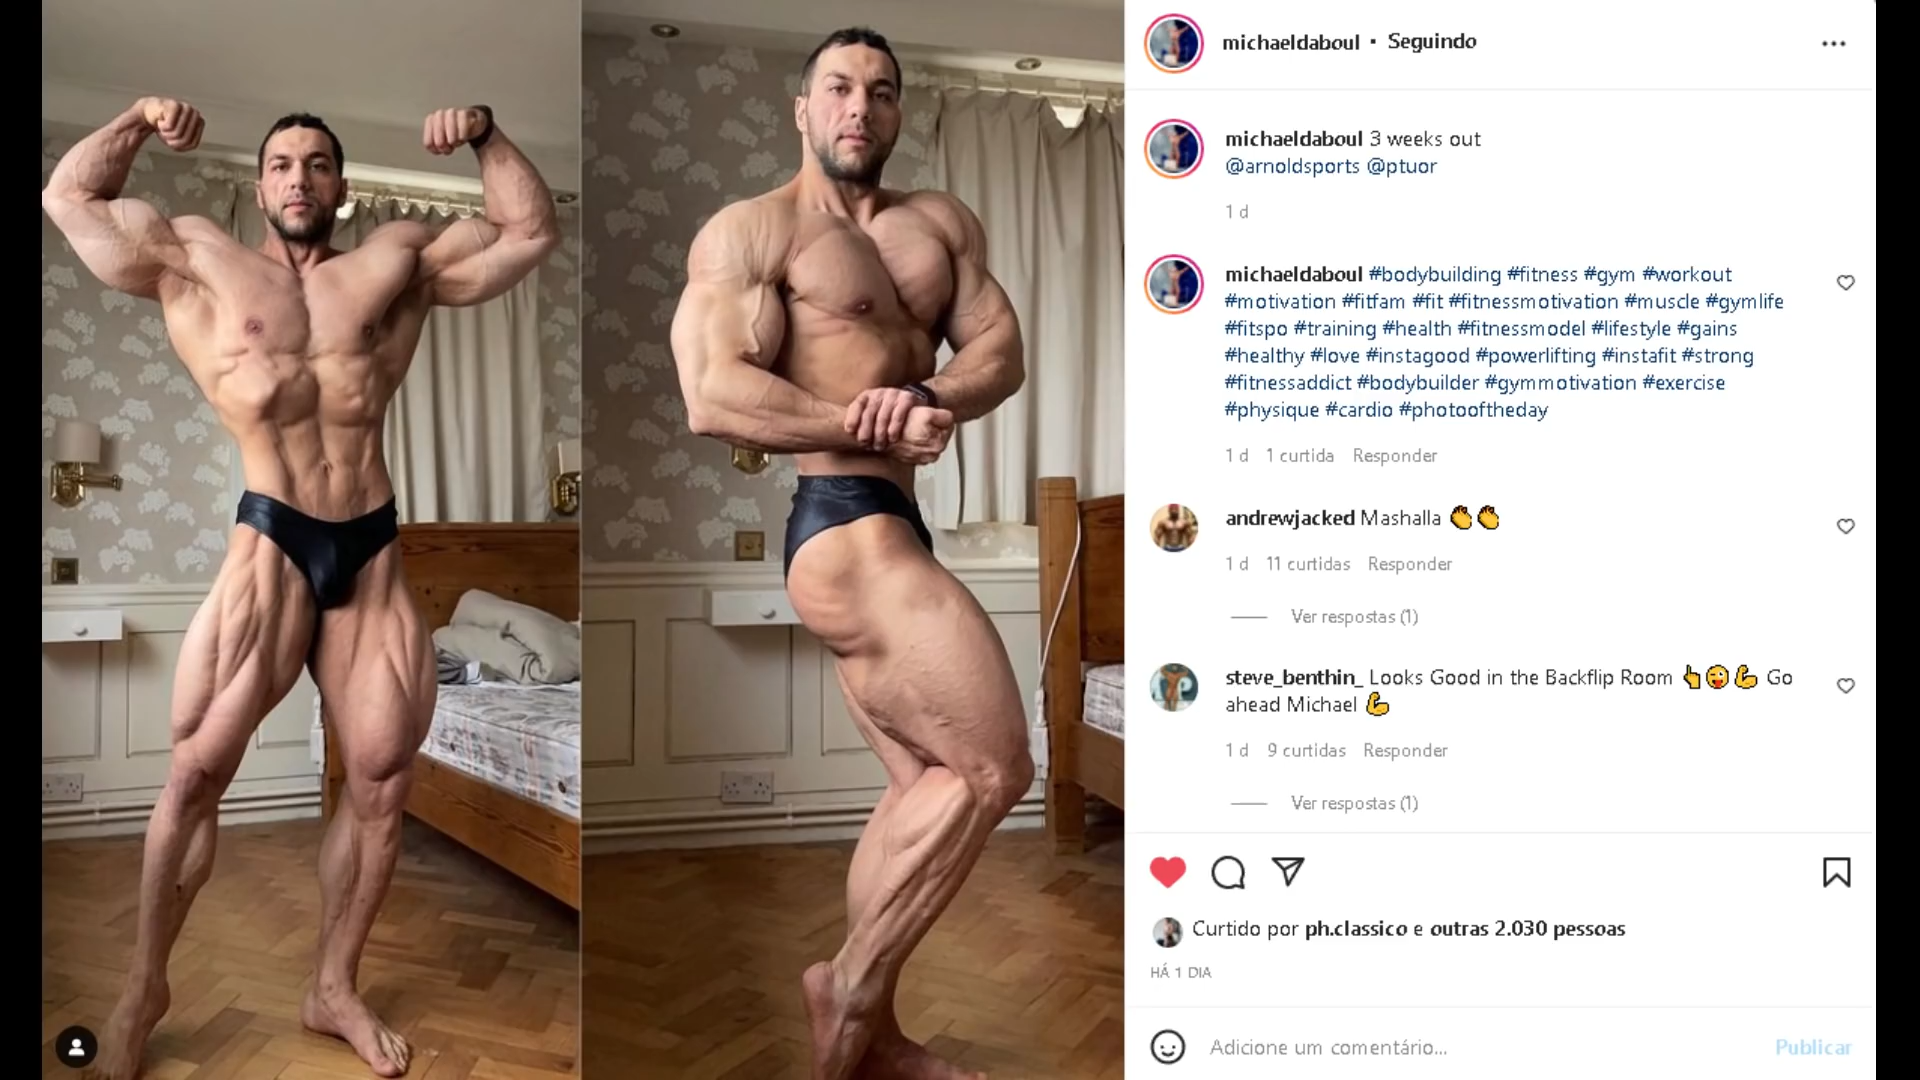 michaeldaboul • Seguindo
michaeldaboul 3 weeks out
@arnoldsports @ptuor
1 d
michaeldaboul #bodybuilding #fitness #gym #workout
#motivation #fitfam #fit #fitnessmotivation #muscle #gymlife
#fitspo #training #health #fitnessmodel #lifestyle #gains
#healthy #love #instagood #powerlifting #instafit #strong
#fitnessaddict #bodybuilder #gymmotivation #exercise
#physique #cardio #photooftheday
1 d 1 curtida Responder
andrewjacked Mashalla 👏👏
1 d 11 curtidas Responder
Ver respostas (1)
steve_benthin_ Looks Good in the Backflip Room 👆😜💪 Go
ahead Michael 💪
1 d 9 curtidas Responder
Ver respostas (1)
Curtido por ph.classico e outras 2.030 pessoas
HÁ 1 DIA
Adicione um comentário... Publicar